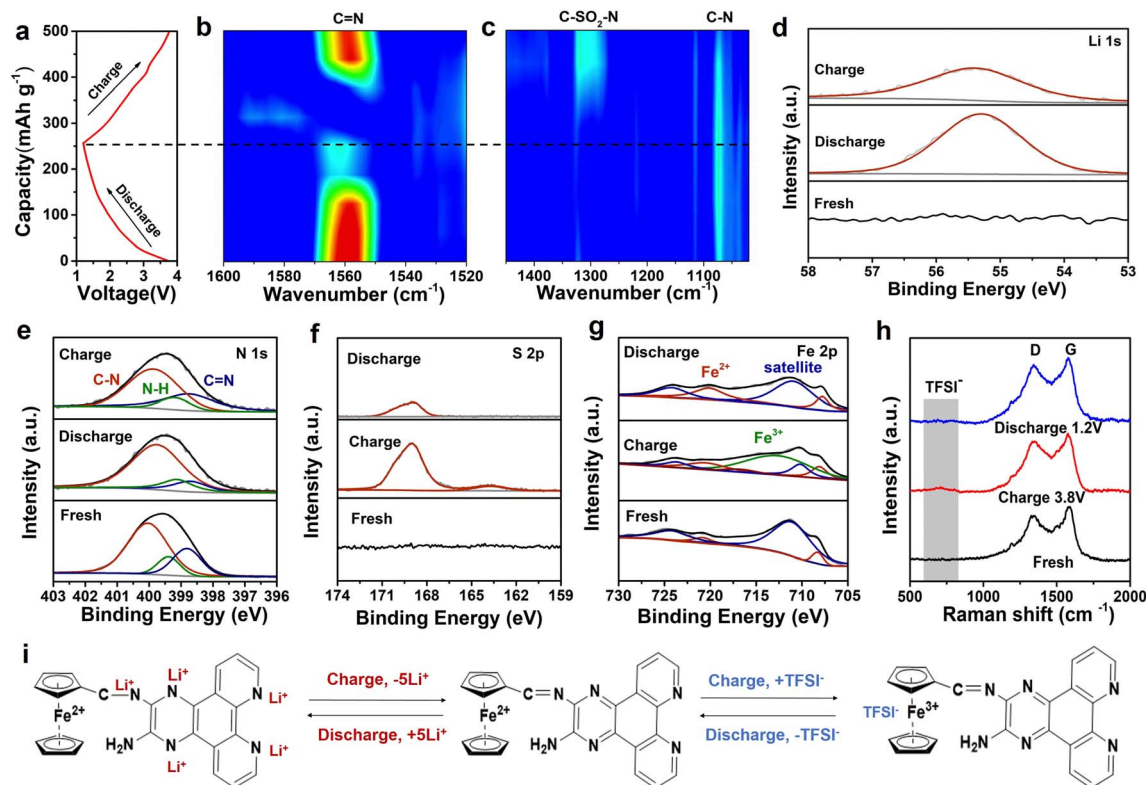 a
Capacity(mAh g⁻¹)
500
400
300
200
100
0
Charge
Discharge
1 2 3 4
Voltage(V)
b
C=N
1600 1580 1560 1540 1520
Wavenumber (cm⁻¹)
c
C-SO₂-N
C-N
1400 1300 1200 1100
Wavenumber (cm⁻¹)
d
Li 1s
Intensity (a.u.)
Charge
Discharge
Fresh
58 57 56 55 54 53
Binding Energy (eV)
e
N 1s
Intensity (a.u.)
Charge
C-N
N-H
C=N
Discharge
Fresh
403 402 401 400 399 398 397 396
Binding Energy (eV)
f
S 2p
Intensity (a.u.)
Discharge
Charge
Fresh
174 171 168 165 162 159
Binding Energy (eV)
g
Discharge
Fe 2p
Intensity (a.u.)
Fe²⁺
satellite
Charge
Fe³⁺
Fresh
730 725 720 715 710 705
Binding Energy (eV)
h
D G
Intensity (a.u.)
TFSI⁻
Discharge 1.2V
Charge 3.8V
Fresh
500 1000 1500 2000
Raman shift (cm⁻¹)
i
Li⁺
C
N
Li⁺
N
N
Li⁺
Fe²⁺
H₂N
N
Li⁺
N
Li⁺
Charge, -5Li⁺
Discharge, +5Li⁺
C=N
N
N
Fe²⁺
H₂N
N
N
Charge, +TFSI⁻
Discharge, -TFSI⁻
C=N
N
N
TFSI⁻
Fe³⁺
H₂N
N
N